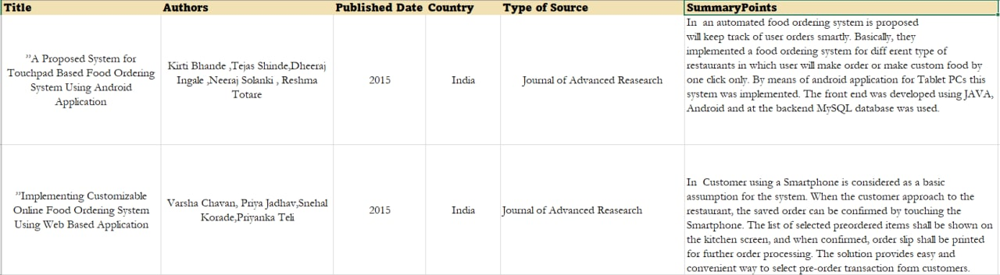 Title Authors Published Date Country Type of Source SummaryPoints
"A Proposed System for
Touchpad Based Food Ordering
System Using Android
Application
Kirti Bhande ,Tejas Shinde,Dheeraj
Ingale ,Neeraj Solanki , Reshma
Totare
2015
India
Journal of Advanced Reasearch
In an automated food ordering system is proposed
will keep track of user orders smartly. Basically, they
implemented a food ordering system for diff erent type of
restaurants in which user will make order or make custom food by
one click only. By means of android application for Tablet PCs this
system was implemented. The front end was developed using JAVA,
Android and at the backend MySQL database was used.
"Implementing Customizable
Online Food Ordering System
Using Web Based Application
Varsha Chavan, Priya Jadhav,Snehal
Korade,Priyanka Teli
2015
India
Journal of Advanced Reasearch
In Customer using a Smartphone is considered as a basic
assumption for the system. When the customer approach to the
restaurant, the saved order can be confirmed by touching the
Smartphone. The list of selected preordered items shall be shown on
the kitchen screen, and when confirmed, order slip shall be printed
for further order processing. The solution provides easy and
convenient way to select pre-order transaction form customers.